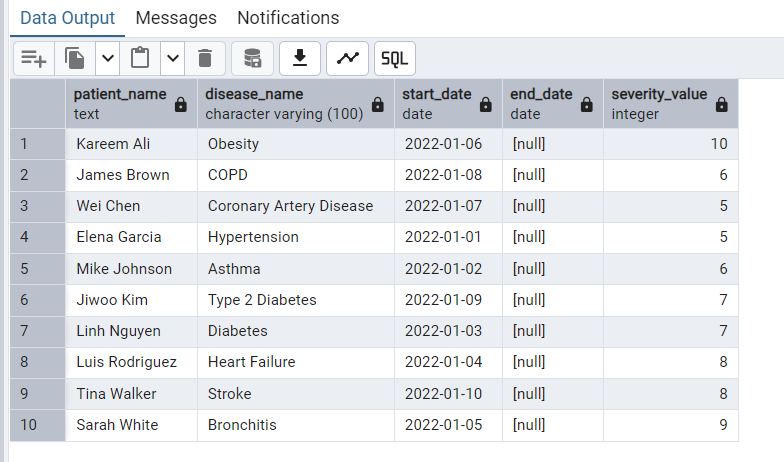 Data Output Messages Notifications
SQL
patient_name disease_name start_date end_date severity_value
text character varying (100) date date integer
1 Kareem Ali Obesity 2022-01-06 [null] 10
2 James Brown COPD 2022-01-08 [null] 6
3 Wei Chen Coronary Artery Disease 2022-01-07 [null] 5
4 Elena Garcia Hypertension 2022-01-01 [null] 5
5 Mike Johnson Asthma 2022-01-02 [null] 6
6 Jiwoo Kim Type 2 Diabetes 2022-01-09 [null] 7
7 Linh Nguyen Diabetes 2022-01-03 [null] 7
8 Luis Rodriguez Heart Failure 2022-01-04 [null] 8
9 Tina Walker Stroke 2022-01-10 [null] 8
10 Sarah White Bronchitis 2022-01-05 [null] 9